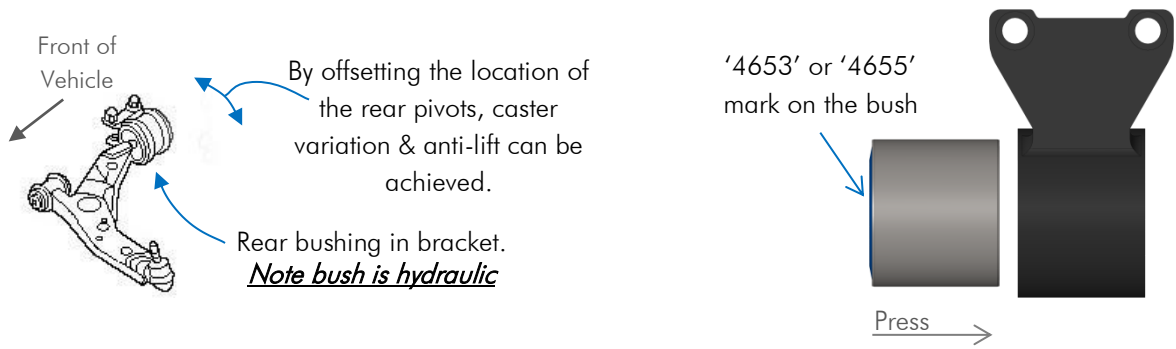 Front of
Vehicle
By offsetting the location of
the rear pivots, caster
variation & anti-lift can be
achieved.
Rear bushing in bracket.
Note bush is hydraulic
‘4653’ or ‘4655’
mark on the bush
Press